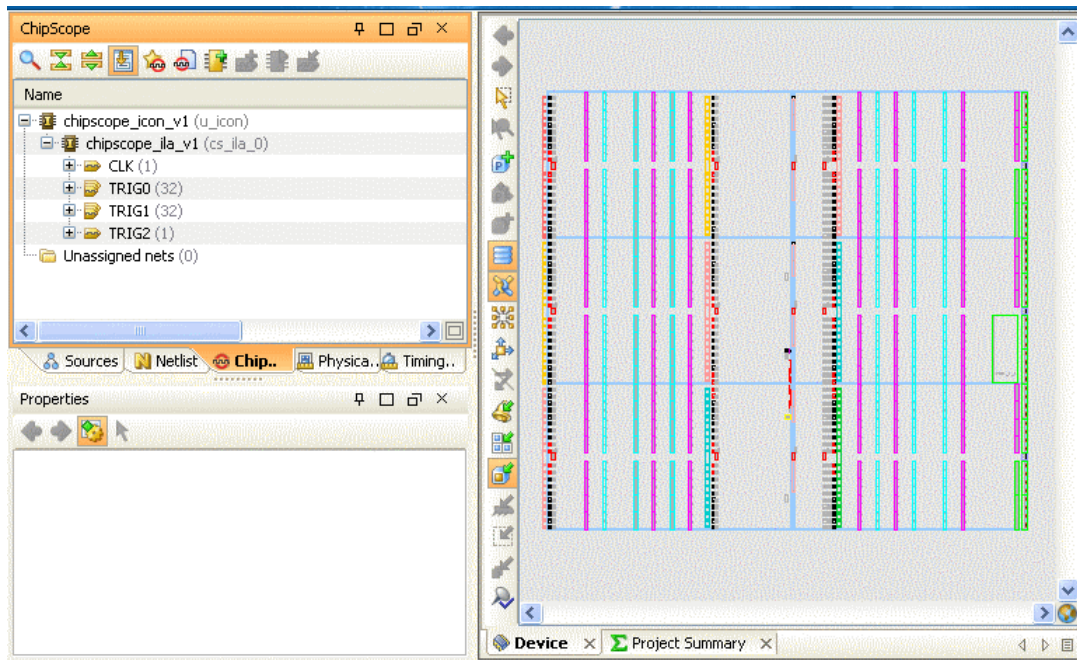 ChipScope
Name
chipscope_icon_v1 (u_icon)
chipscope_ila_v1 (cs_ila_0)
CLK (1)
TRIG0 (32)
TRIG1 (32)
TRIG2 (1)
Unassigned nets (0)
Sources Netlist Chip.. Physica.. Timing..
Properties
Device Project Summary